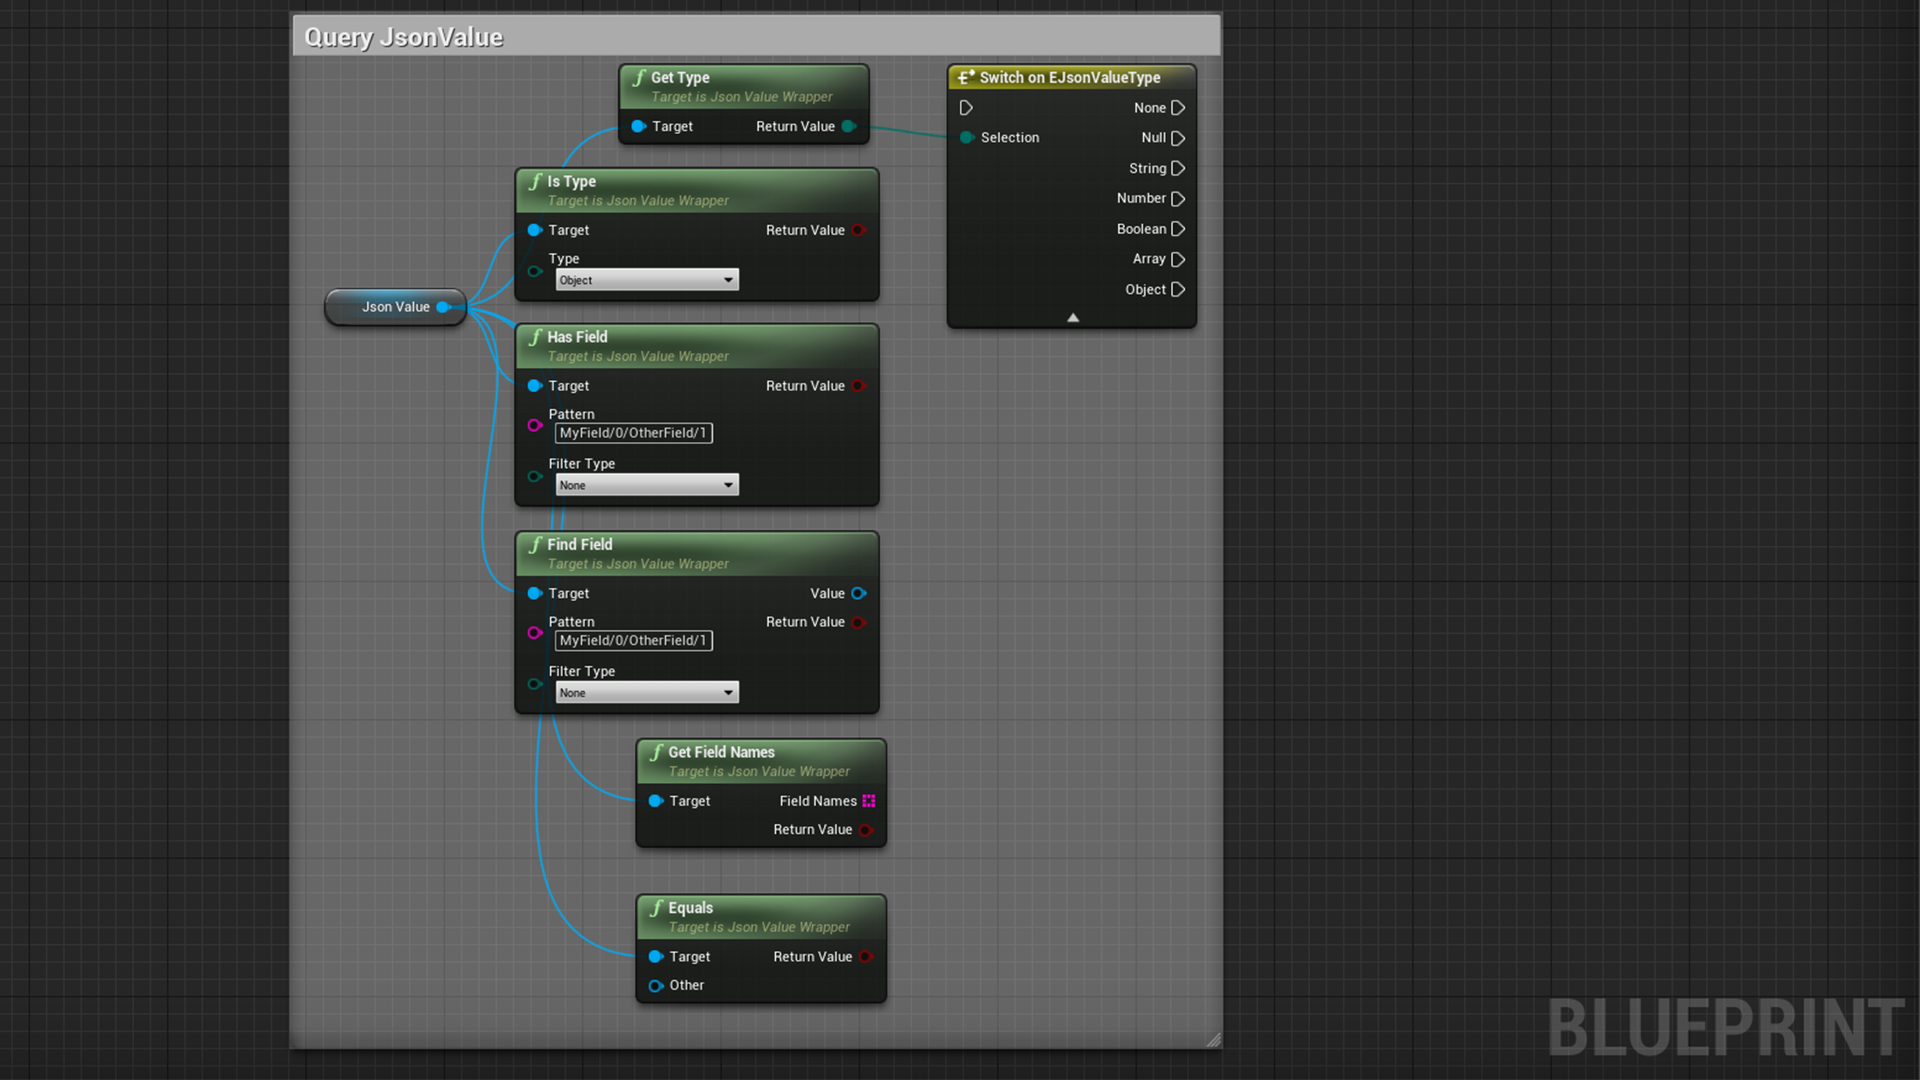 Query JsonValue
Get Type
Target is Json Value Wrapper
Target Return Value
Switch on EJsonValueType
None
Selection Null
String
Number
Boolean
Array
Object
Is Type
Target is Json Value Wrapper
Target Return Value
Type
Object
Json Value
Has Field
Target is Json Value Wrapper
Target Return Value
Pattern
MyField/0/OtherField/1
Filter Type
None
Find Field
Target is Json Value Wrapper
Target Value
Pattern Return Value
MyField/0/OtherField/1
Filter Type
None
Get Field Names
Target is Json Value Wrapper
Target Field Names
Return Value
Equals
Target is Json Value Wrapper
Target Return Value
Other
BLUEPRINT